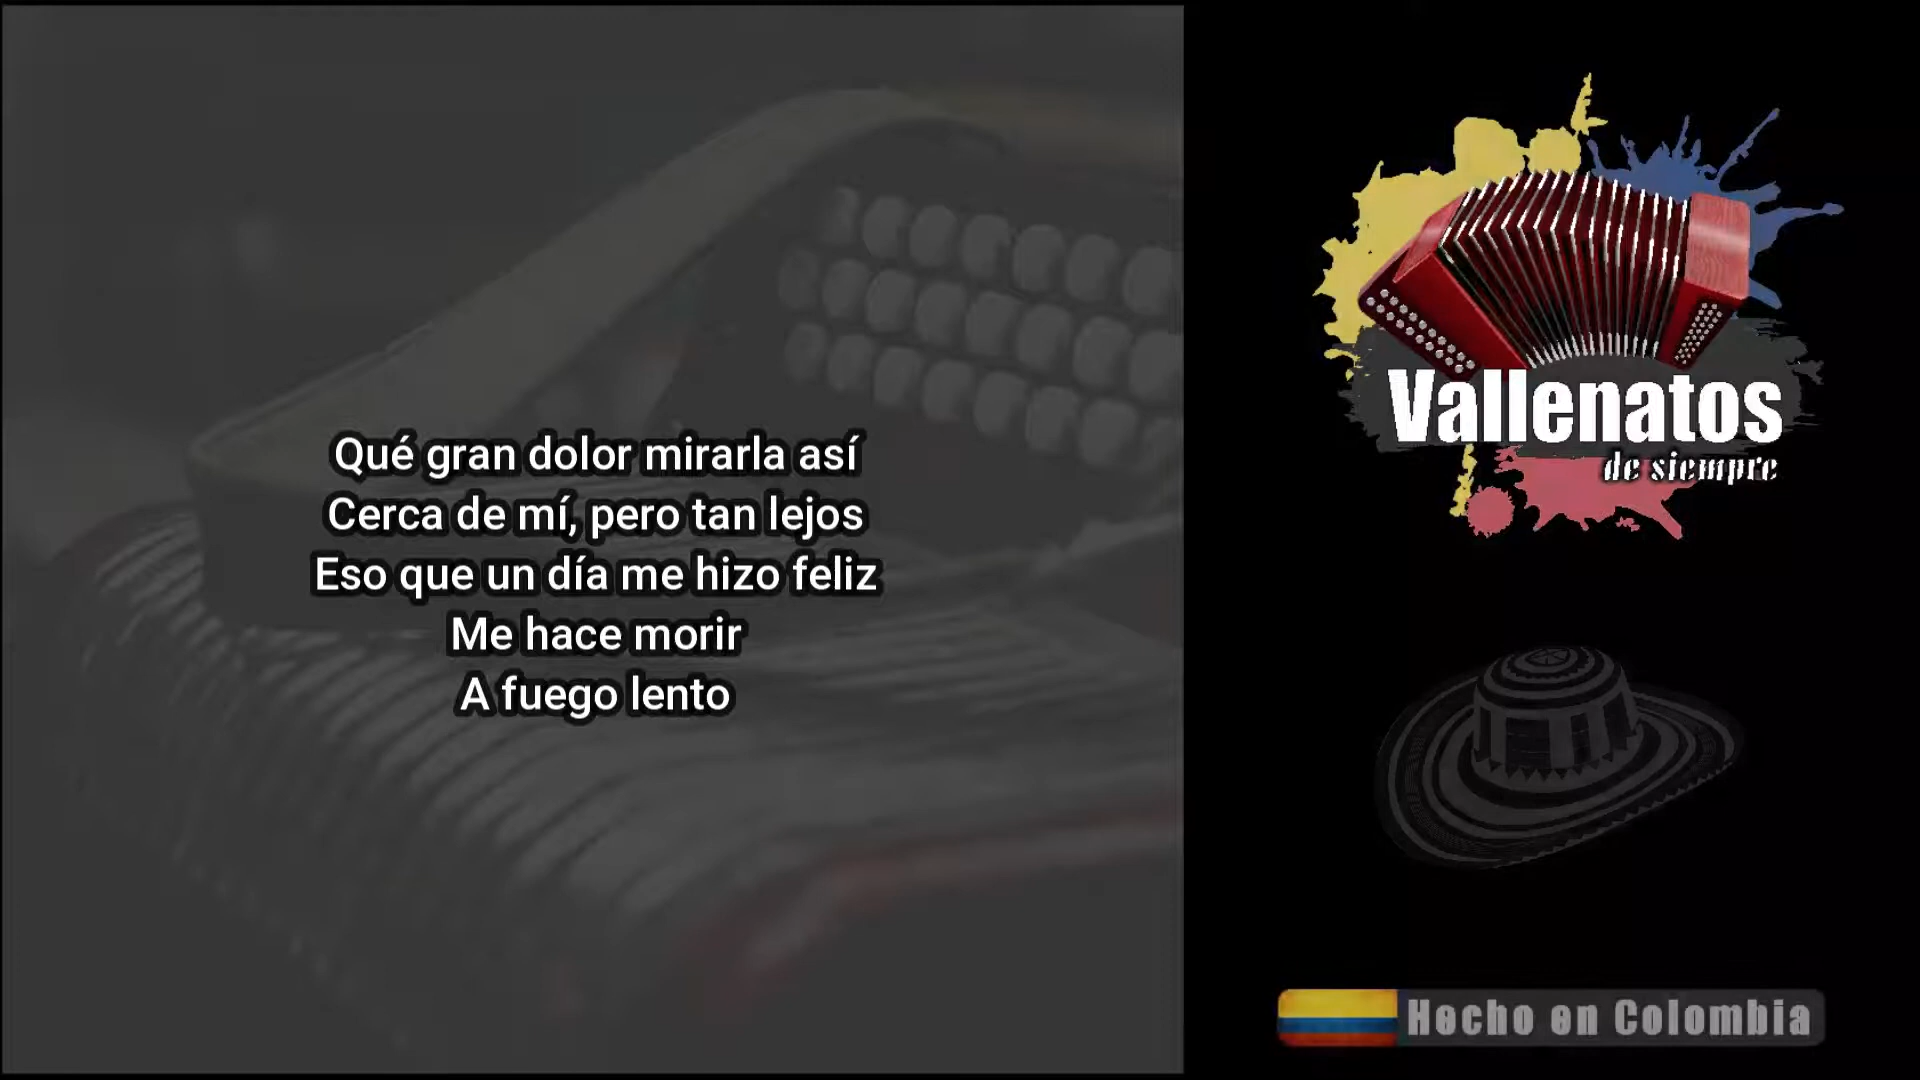 Qué gran dolor mirarla así
Cerca de mí, pero tan lejos
Eso que un día me hizo feliz
Me hace morir
A fuego lento
Vallenatos
de siempre
Hecho en Colombia